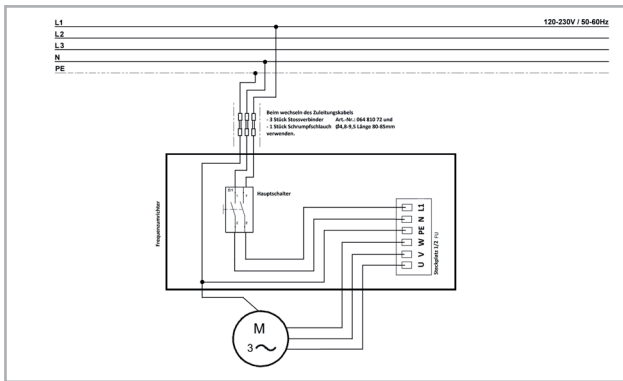 L1
120-230V / 50-60Hz
L2
L3
N
PE
Beim wechseln des Zuleitungskabels
- 3 Stück Stossverbinder Art.-Nr.: 064 810 72 und
- 1 Stück Schrumpfschlauch Ø4,8-9,5 Länge 80-85mm
verwenden.
Hauptschalter
Frequenzumrichter
L1
N
PE
W
V
U
Steckplatz 1/2 FU
M
3